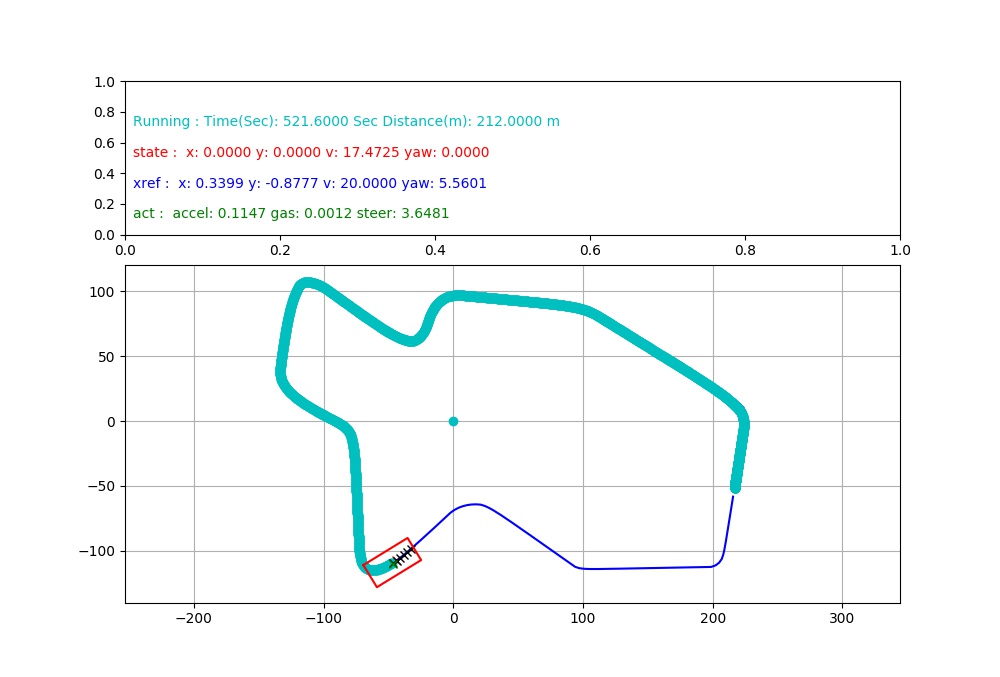 1.0
0.8
0.6
0.4
0.2
0.0
Running : Time(Sec): 521.6000 Sec Distance(m): 212.0000 m
state :  x: 0.0000 y: 0.0000 v: 17.4725 yaw: 0.0000
xref :  x: 0.3399 y: -0.8777 v: 20.0000 yaw: 5.5601
act :  accel: 0.1147 gas: 0.0012 steer: 3.6481
0.0 0.2 0.4 0.6 0.8 1.0
100
50
0
−50
−100
−200 −100 0 100 200 300